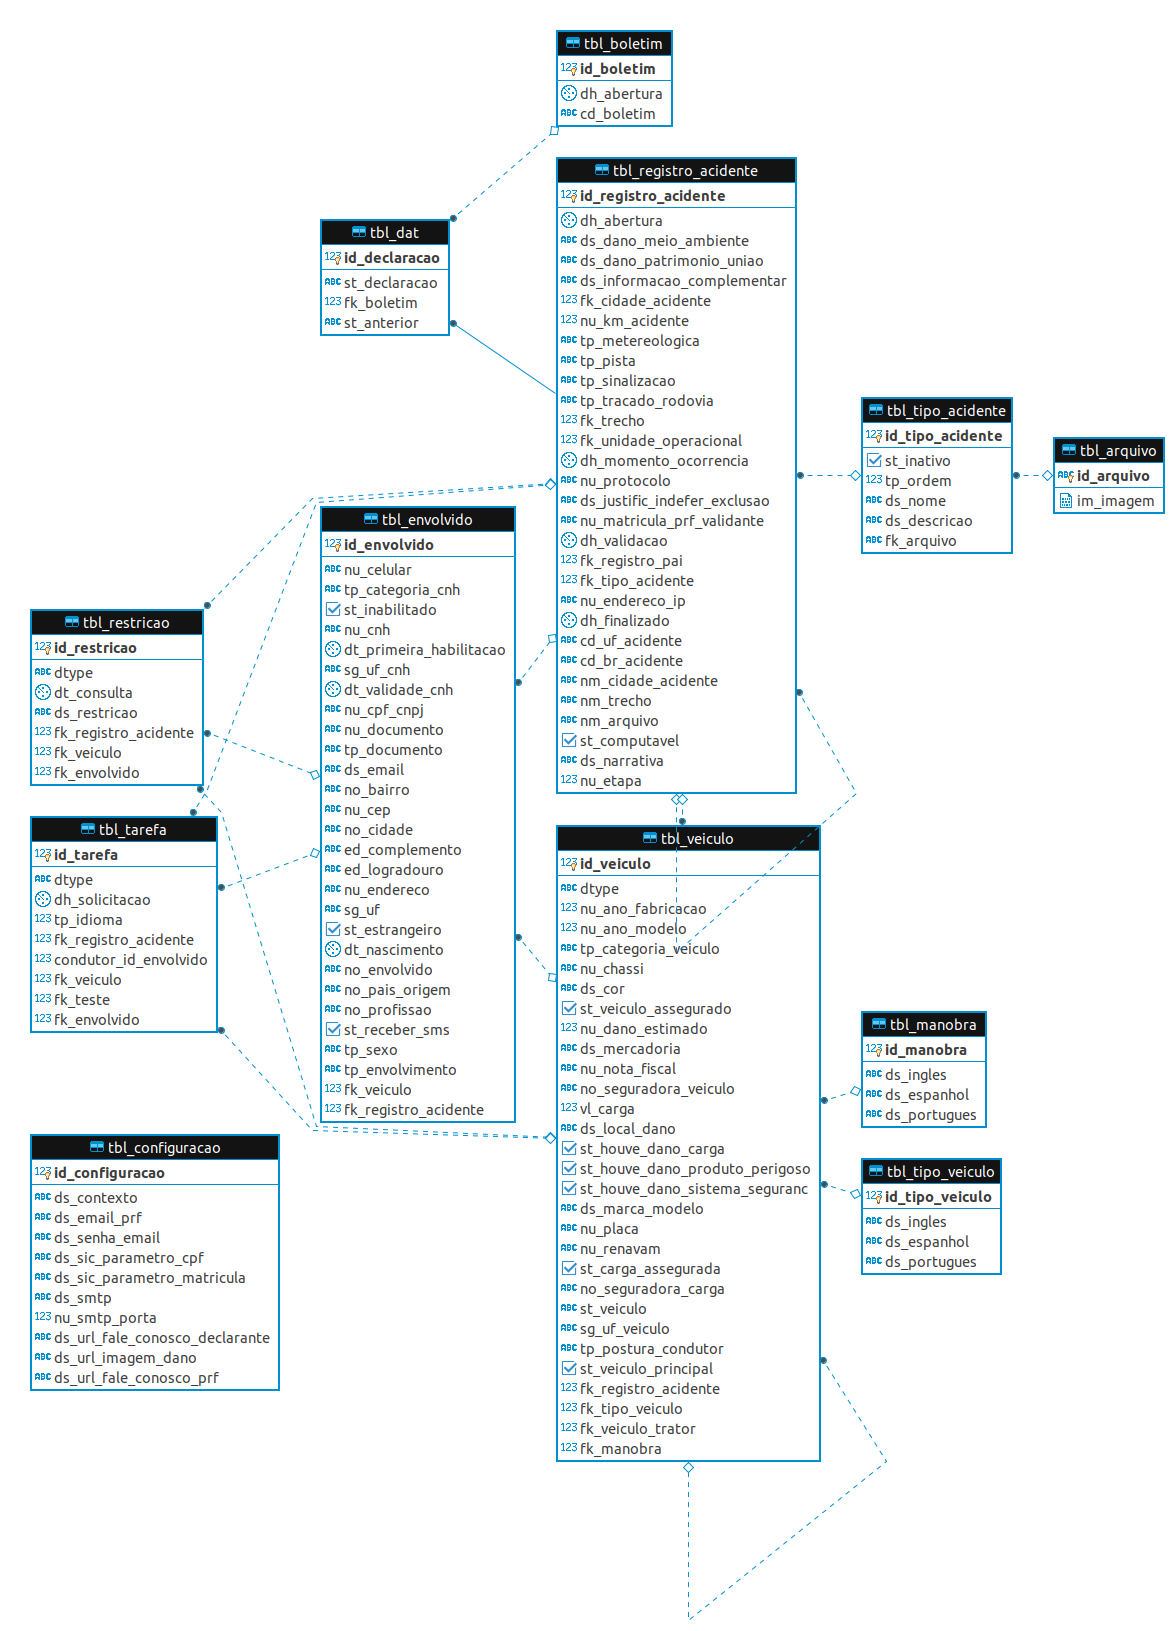 tbl_boletim
id_boletim
dh_abertura
cd_boletim
tbl_registro_acidente
id_registro_acidente
dh_abertura
ds_dano_meio_ambiente
ds_dano_patrimonio_uniao
ds_informacao_complementar
fk_cidade_acidente
nu_km_acidente
tp_metereologica
tp_pista
tp_sinalizacao
tp_tracado_rodovia
fk_trecho
fk_unidade_operacional
dh_momento_ocorrencia
nu_protocolo
ds_justific_indefer_exclusao
nu_matricula_prf_validante
dh_validacao
fk_registro_pai
fk_tipo_acidente
nu_endereco_ip
dh_finalizado
cd_uf_acidente
cd_br_acidente
nm_cidade_acidente
nm_trecho
nm_arquivo
st_computavel
ds_narrativa
nu_etapa
tbl_dat
id_declaracao
st_declaracao
fk_boletim
st_anterior
tbl_tipo_acidente
id_tipo_acidente
st_inativo
tp_ordem
ds_nome
ds_descricao
fk_arquivo
tbl_arquivo
id_arquivo
im_imagem
tbl_envolvido
id_envolvido
nu_celular
tp_categoria_cnh
st_inabilitado
nu_cnh
dt_primeira_habilitacao
sg_uf_cnh
dt_validade_cnh
nu_cpf_cnpj
nu_documento
tp_documento
ds_email
no_bairro
nu_cep
no_cidade
ed_complemento
ed_logradouro
nu_endereco
sg_uf
st_estrangeiro
dt_nascimento
no_envolvido
no_pais_origem
no_profissao
st_receber_sms
tp_sexo
tp_envolvimento
fk_veiculo
fk_registro_acidente
tbl_restricao
id_restricao
dtype
dt_consulta
ds_restricao
fk_registro_acidente
fk_veiculo
fk_envolvido
tbl_tarefa
id_tarefa
dtype
dh_solicitacao
tp_idioma
fk_registro_acidente
condutor_id_envolvido
fk_veiculo
fk_teste
fk_envolvido
tbl_veiculo
id_veiculo
dtype
nu_ano_fabricacao
nu_ano_modelo
tp_categoria_veiculo
nu_chassi
ds_cor
st_veiculo_assegurado
nu_dano_estimado
ds_mercadoria
nu_nota_fiscal
no_seguradora_veiculo
vl_carga
ds_local_dano
st_houve_dano_carga
st_houve_dano_produto_perigoso
st_houve_dano_sistema_seguranc
ds_marca_modelo
nu_placa
nu_renavam
st_carga_assegurada
no_seguradora_carga
st_veiculo
sg_uf_veiculo
tp_postura_condutor
st_veiculo_principal
fk_registro_acidente
fk_tipo_veiculo
fk_veiculo_trator
fk_manobra
tbl_manobra
id_manobra
ds_ingles
ds_espanhol
ds_portugues
tbl_tipo_veiculo
id_tipo_veiculo
ds_ingles
ds_espanhol
ds_portugues
tbl_configuracao
id_configuracao
ds_contexto
ds_email_prf
ds_senha_email
ds_sic_parametro_cpf
ds_sic_parametro_matricula
ds_smtp
nu_smtp_porta
ds_url_fale_conosco_declarante
ds_url_imagem_dano
ds_url_fale_conosco_prf